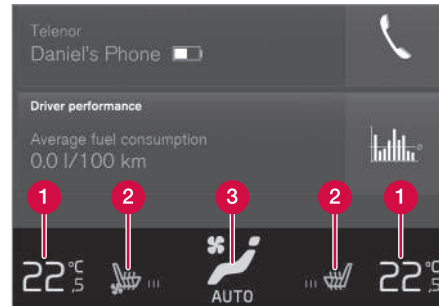 Telenor
Daniel's Phone
Driver performance
Average fuel consumption
0.0 l/100 km
1 2 3 2 1
22 °C ,5 22 °C ,5
AUTO